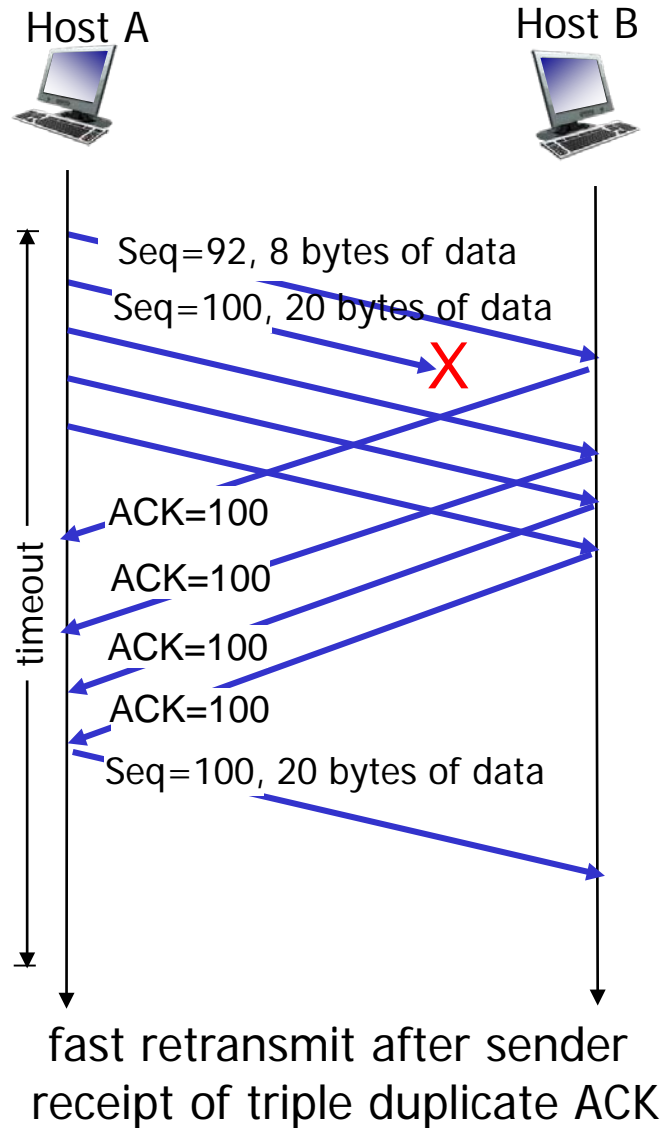 Host A
Host B
Seq=92, 8 bytes of data
Seq=100, 20 bytes of data
X
timeout
ACK=100
ACK=100
ACK=100
ACK=100
Seq=100, 20 bytes of data
fast retransmit after sender
receipt of triple duplicate ACK